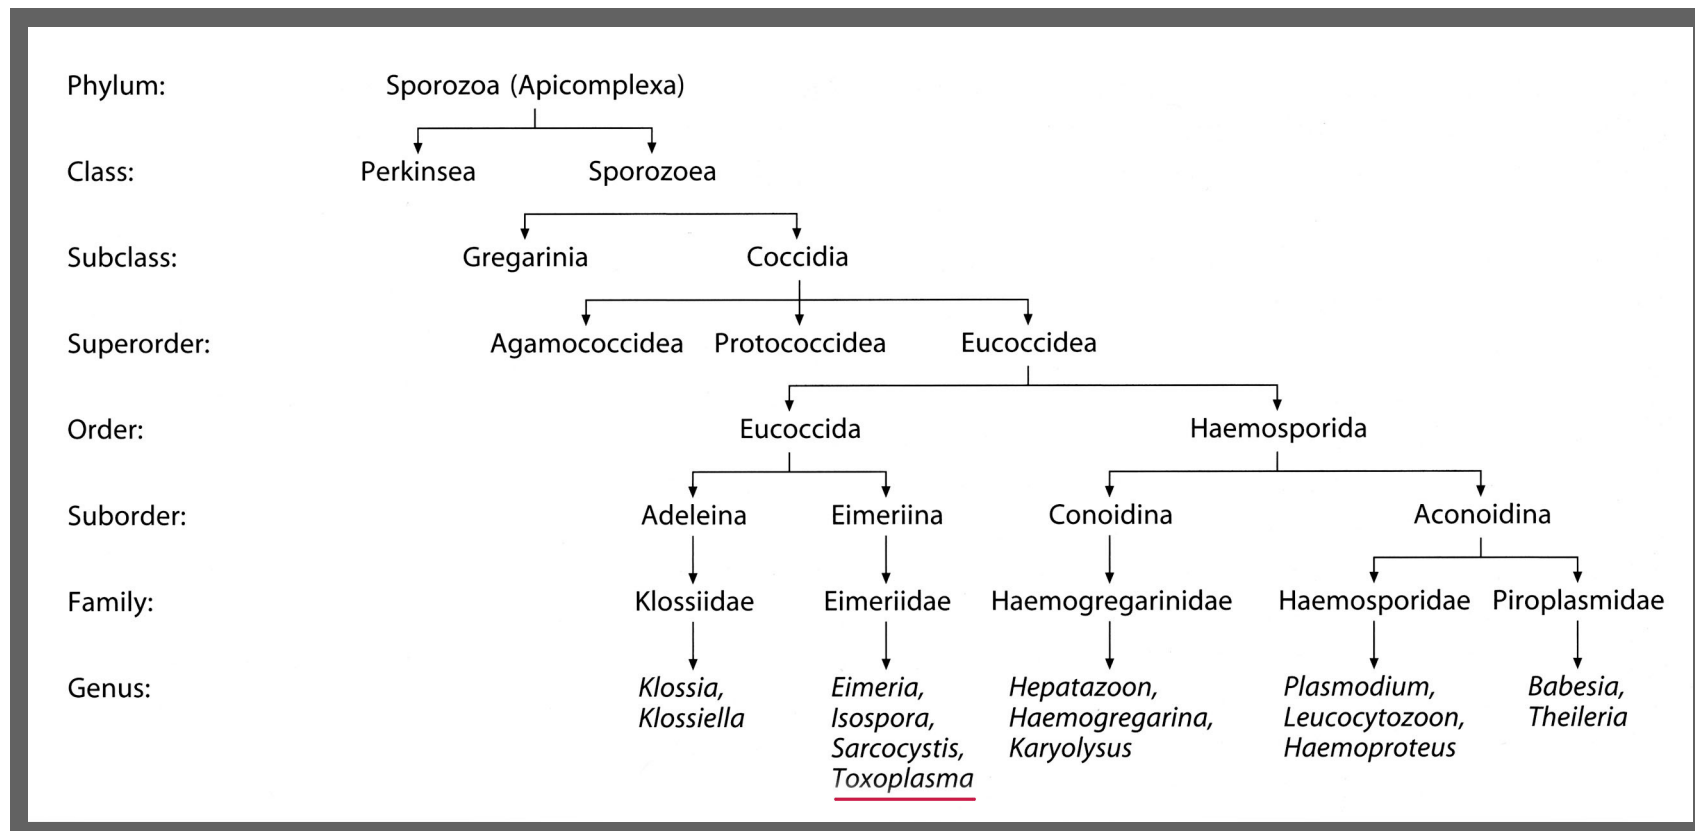 Phylum: Sporozoa (Apicomplexa)
Class: Perkinsea Sporozoea
Subclass: Gregarinia Coccidia
Superorder: Agamococcidea Protococcidea Eucoccidea
Order: Eucoccida Haemosporida
Suborder: Adeleina Eimeriina Conoidina Aconoidina
Family: Klossiidae Eimeriidae Haemogregarinidae Haemosporidae Piroplasmidae
Genus: Klossia, Eimeria, Hepatazoon, Plasmodium, Babesia,
Klossiella Isospora, Haemogregarina, Leucocytozoon, Theileria
Sarcocystis, Karyolysus Haemoproteus
Toxoplasma